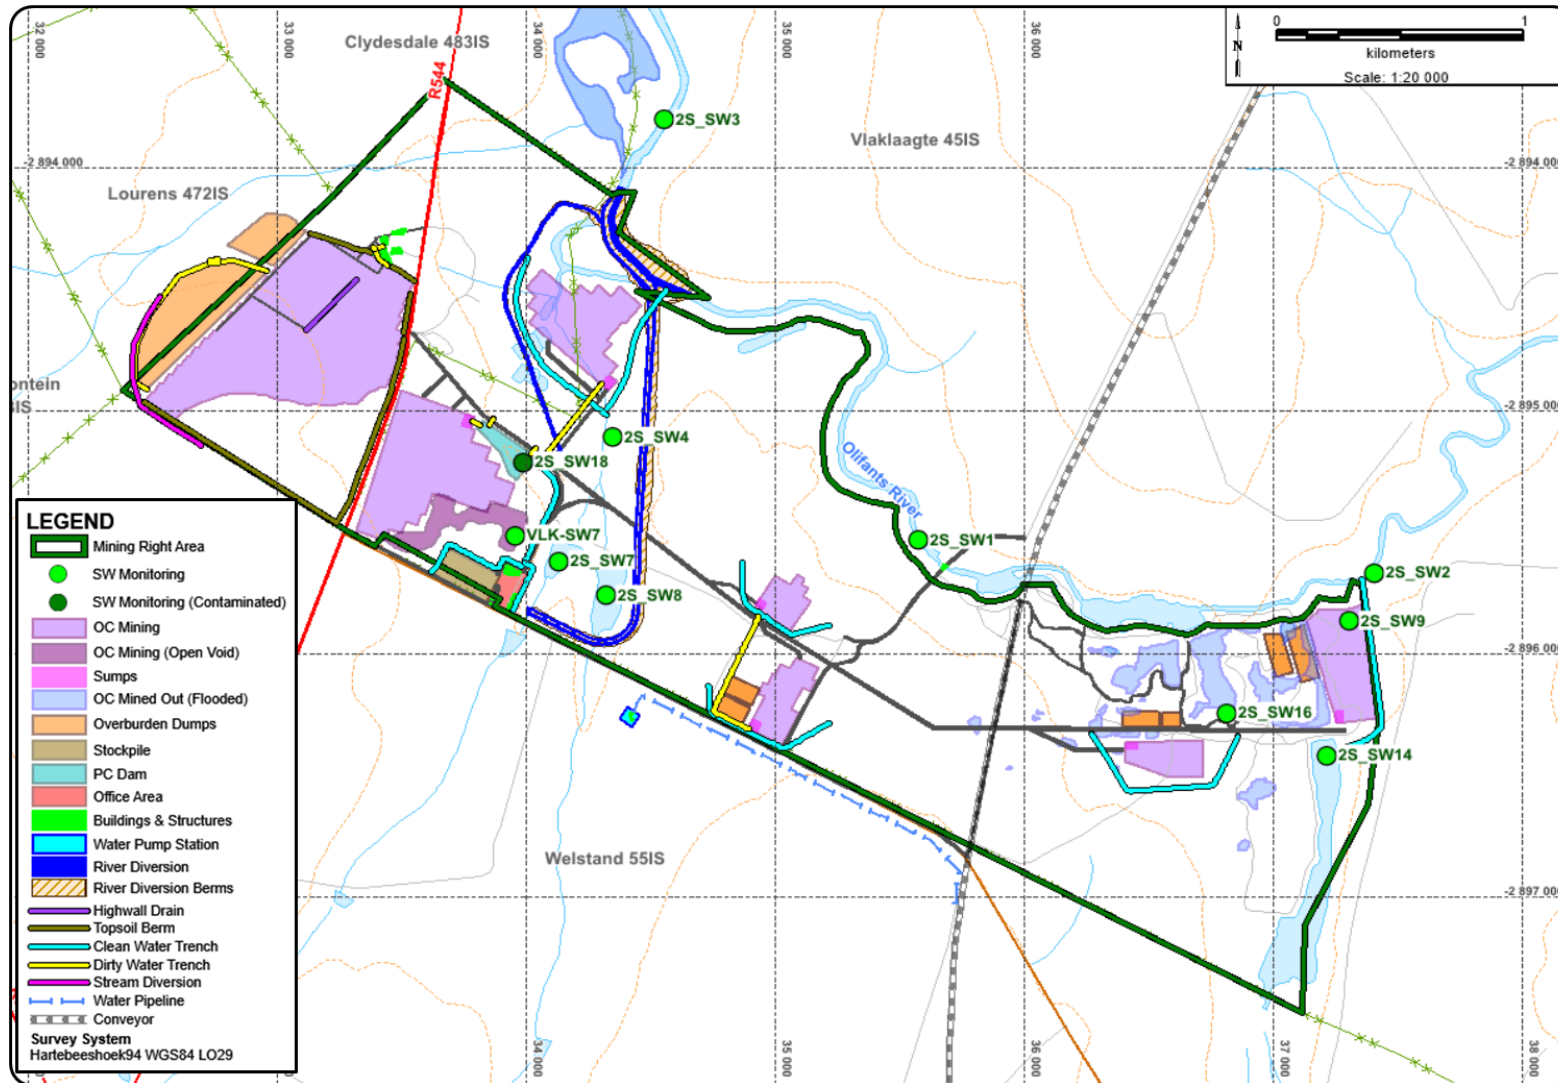 32 000
33 000
34 000
35 000
36 000
0 1
kilometers
Scale: 1:20 000
N
Clydesdale 483IS
R544
2S_SW3
Vlaklaagte 45IS
-2 894 000
-2 894 000
Lourens 472IS
ontein
IS
-2 895 000
-2 895 000
2S_SW4
2S_SW18
Olifants River
VLK-SW7
2S_SW1
2S_SW7
2S_SW2
2S_SW8
2S_SW9
-2 896 000
2S_SW16
2S_SW14
Welstand 55IS
-2 897 000
LEGEND
Mining Right Area
SW Monitoring
SW Monitoring (Contaminated)
OC Mining
OC Mining (Open Void)
Sumps
OC Mined Out (Flooded)
Overburden Dumps
Stockpile
PC Dam
Office Area
Buildings & Structures
Water Pump Station
River Diversion
River Diversion Berms
Highwall Drain
Topsoil Berm
Clean Water Trench
Dirty Water Trench
Stream Diversion
Water Pipeline
Conveyor
Survey System
Hartebeeshoek94 WGS84 LO29
34 000
35 000
36 000
37 000
38 000